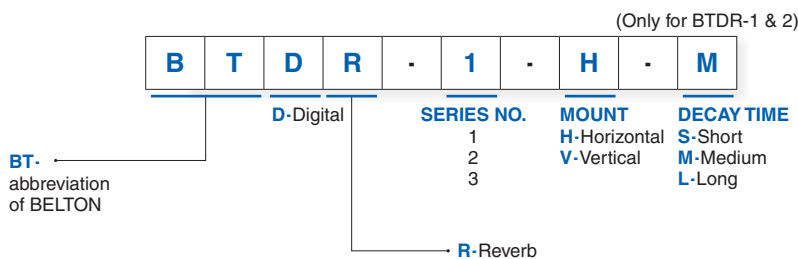 (Only for BTDR-1 & 2)
B T D R - 1 - H - M
D-Digital
SERIES NO.
1
2
3
MOUNT
H-Horizontal
V-Vertical
DECAY TIME
S-Short
M-Medium
L-Long
BT-
abbreviation
of BELTON
R-Reverb